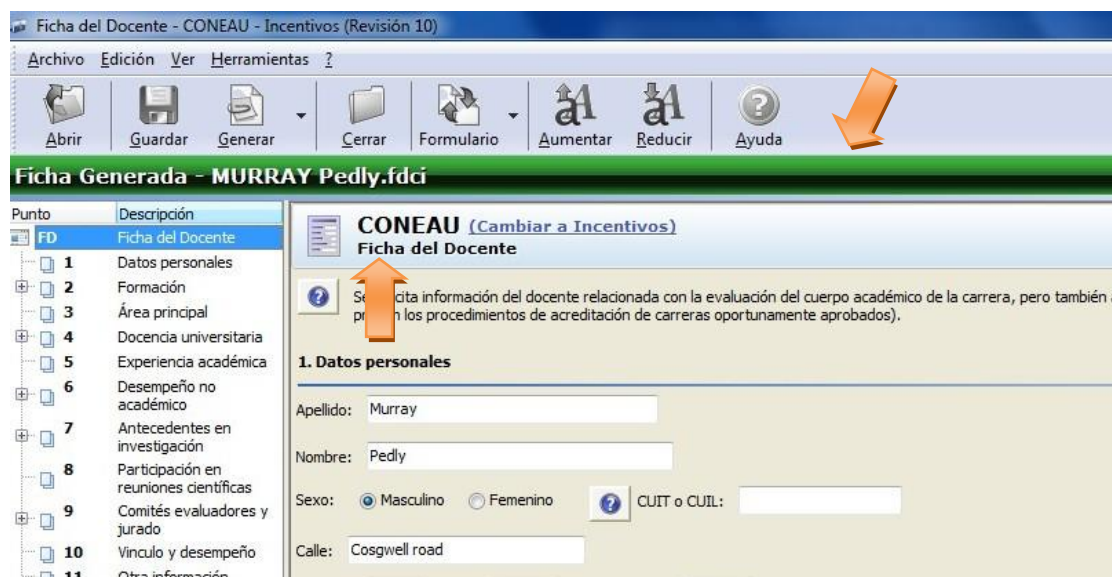 Ficha del Docente - CONEAU - Incentivos (Revisión 10)
Archivo Edición Ver Herramientas ?
Abrir Guardar Generar Cerrar Formulario Aumentar Reducir Ayuda
Ficha Generada - MURRAY Pedly.fdci
Punto Descripción
FD Ficha del Docente
1 Datos personales
2 Formación
3 Área principal
4 Docencia universitaria
5 Experiencia académica
6 Desempeño no
académico
7 Antecedentes en
investigación
8 Participación en
reuniones científicas
9 Comités evaluadores y
jurado
10 Vinculo y desempeño
11 Otra información
CONEAU (Cambiar a Incentivos)
Ficha del Docente
información del docente relacionada con la evaluación del cuerpo académico de la carrera, pero también
los procedimientos de acreditación de carreras oportunamente aprobados).
1. Datos personales
Apellido: Murray
Nombre: Pedly
Sexo: Masculino Femenino CUIT o CUIL:
Calle: Cosgwell road